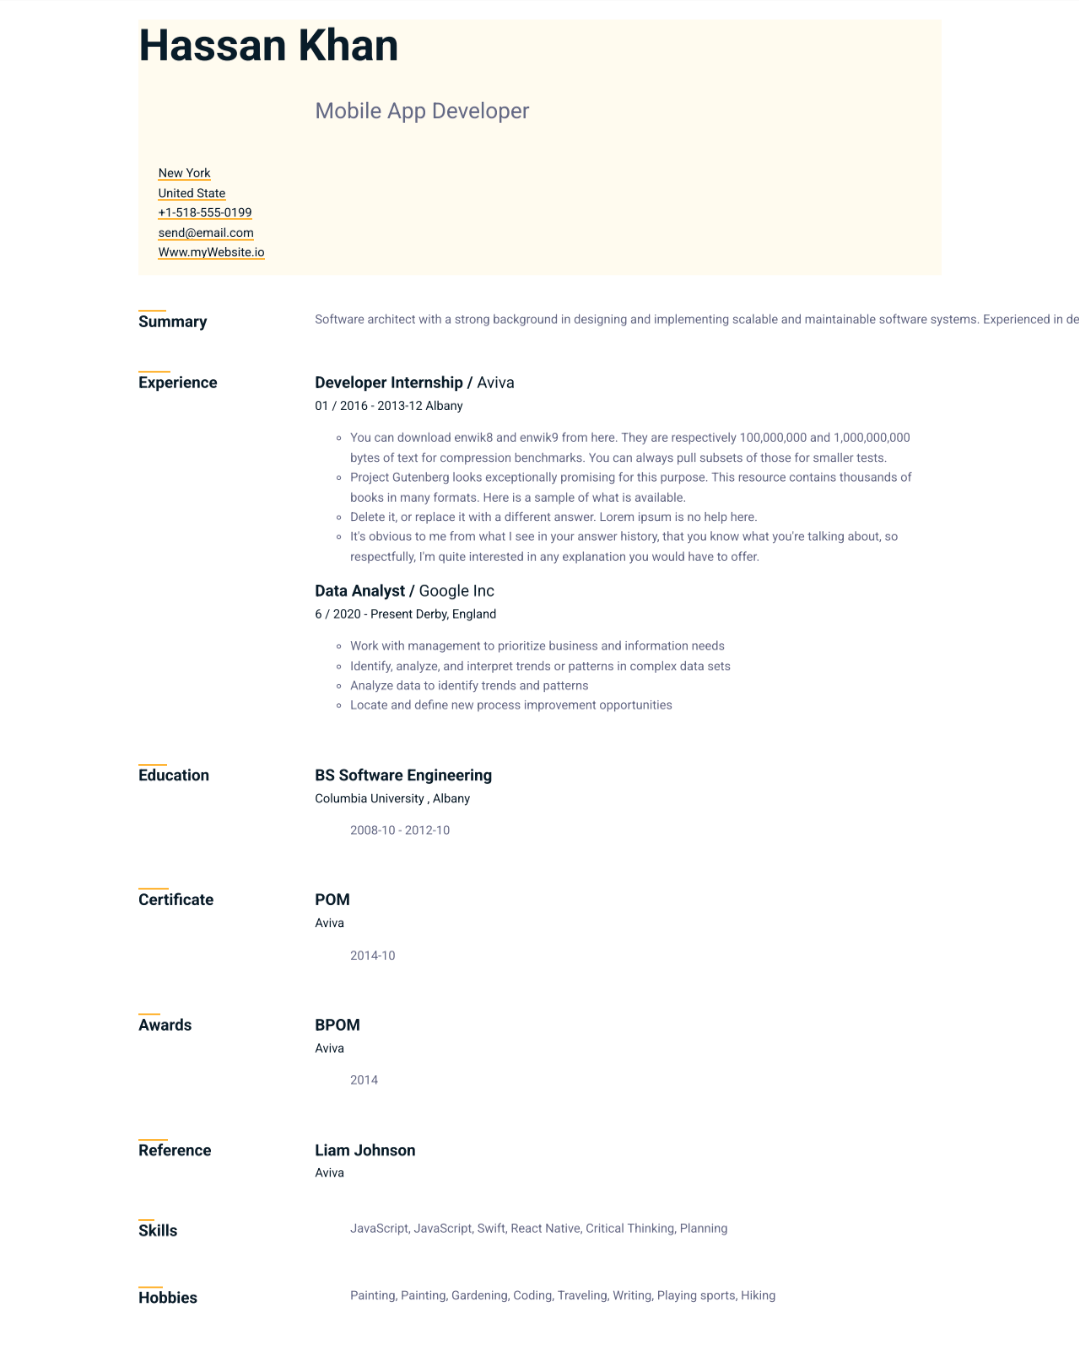 Hassan Khan
Mobile App Developer
New York
United State
+1-518-555-0199
send@email.com
Www.myWebsite.io
Summary
Software architect with a strong background in designing and implementing scalable and maintainable software systems. Experienced in de
Experience
Developer Internship / Aviva
01 / 2016 - 2013-12 Albany
You can download enwik8 and enwik9 from here. They are respectively 100,000,000 and 1,000,000,000
bytes of text for compression benchmarks. You can always pull subsets of those for smaller tests.
Project Gutenberg looks exceptionally promising for this purpose. This resource contains thousands of
books in many formats. Here is a sample of what is available.
Delete it, or replace it with a different answer. Lorem ipsum is no help here.
It's obvious to me from what I see in your answer history, that you know what you're talking about, so
respectfully, I'm quite interested in any explanation you would have to offer.
Data Analyst / Google Inc
6 / 2020 - Present Derby, England
Work with management to prioritize business and information needs
Identify, analyze, and interpret trends or patterns in complex data sets
Analyze data to identify trends and patterns
Locate and define new process improvement opportunities
Education
BS Software Engineering
Columbia University , Albany
2008-10 - 2012-10
Certificate
POM
Aviva
2014-10
Awards
BPOM
Aviva
2014
Reference
Liam Johnson
Aviva
Skills
JavaScript, JavaScript, Swift, React Native, Critical Thinking, Planning
Hobbies
Painting, Painting, Gardening, Coding, Traveling, Writing, Playing sports, Hiking